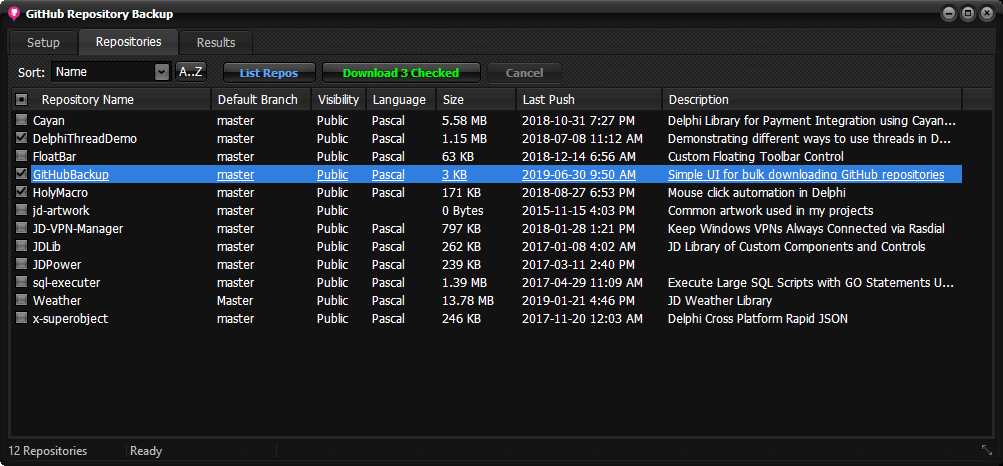 GitHub Repository Backup
Setup Repositories Results
Sort: Name A..Z List Repos Download 3 Checked Cancel
Repository Name Default Branch Visibility Language Size Last Push Description
Cayan master Public Pascal 5.58 MB 2018-10-31 7:27 PM Delphi Library for Payment Integration using Cayan...
DelphiThreadDemo master Public Pascal 1.15 MB 2018-07-08 11:12 AM Demonstrating different ways to use threads in D...
FloatBar master Public Pascal 63 KB 2018-12-14 6:56 AM Custom Floating Toolbar Control
GitHubBackup master Public Pascal 3 KB 2019-06-30 9:50 AM Simple UI for bulk downloading GitHub repositories
HolyMacro master Public Pascal 171 KB 2018-08-27 6:53 PM Mouse click automation in Delphi
jd-artwork master Public 0 Bytes 2015-11-15 4:03 PM Common artwork used in my projects
JD-VPN-Manager master Public Pascal 797 KB 2018-01-28 1:21 PM Keep Windows VPNs Always Connected via Rasdial
JDLib master Public Pascal 262 KB 2017-01-08 4:02 AM JD Library of Custom Components and Controls
JDPower master Public Pascal 239 KB 2017-03-11 2:40 PM
sql-executer master Public Pascal 1.39 MB 2017-04-29 11:09 AM Execute Large SQL Scripts with GO Statements U...
Weather Master Public Pascal 13.78 MB 2019-01-21 4:46 PM JD Weather Library
x-superobject master Public Pascal 246 KB 2017-11-20 12:03 AM Delphi Cross Platform Rapid JSON
12 Repositories Ready